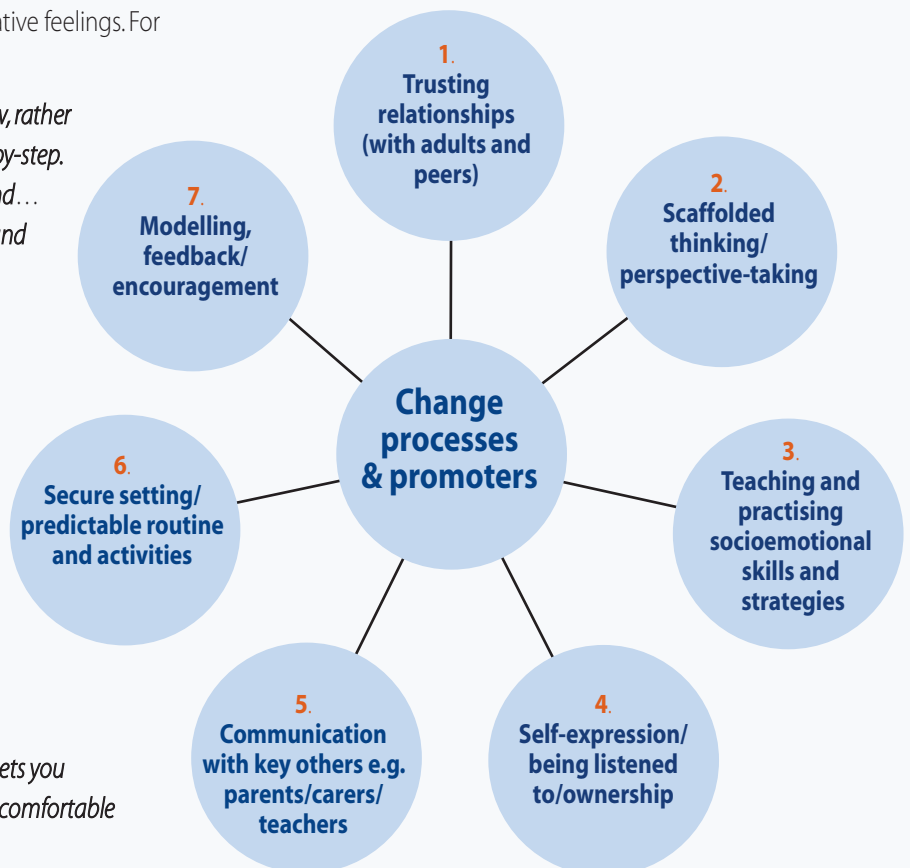 ative feelings. For
rather
by-step.
nd…
and
1.
Trusting
relationships
(with adults and
peers)
2.
Scaffolded
thinking/
perspective-taking
3.
Teaching and
practising
socioemotional
skills and
strategies
4.
Self-expression/
being listened
to/ownership
5.
Communication
with key others e.g.
parents/carers/
teachers
6.
Secure setting/
predictable routine
and activities
7.
Modelling,
feedback/
encouragement
Change
processes
& promoters
ets you
comfortable